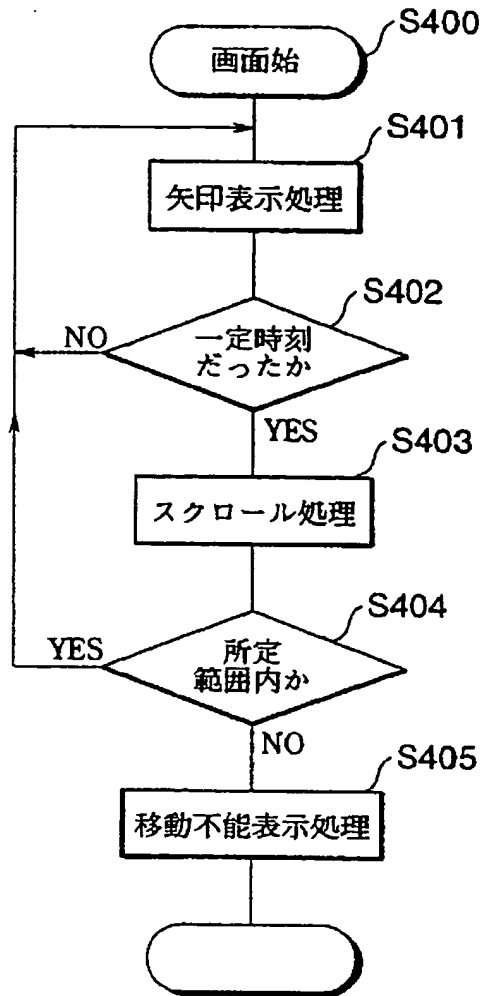 S400
画面始
S401
矢印表示処理
S402
一定時刻
だったか
NO
YES
S403
スクロール処理
S404
所定
範囲内か
YES
NO
S405
移動不能表示処理